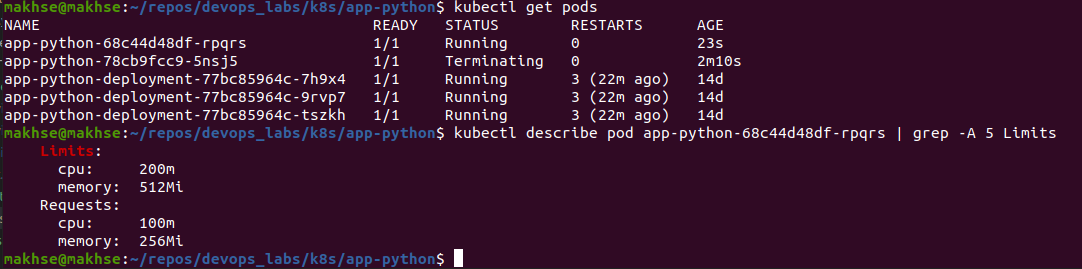 makhse@makhse:~/repos/devops_labs/k8s/app-python$ kubectl get pods
NAME READY STATUS RESTARTS AGE
app-python-68c44d48df-rpqrs 1/1 Running 0 23s
app-python-78cb9fcc9-5nsj5 1/1 Terminating 0 2m10s
app-python-deployment-77bc85964c-7h9x4 1/1 Running 3 (22m ago) 14d
app-python-deployment-77bc85964c-9rvp7 1/1 Running 3 (22m ago) 14d
app-python-deployment-77bc85964c-tszkh 1/1 Running 3 (22m ago) 14d
makhse@makhse:~/repos/devops_labs/k8s/app-python$ kubectl describe pod app-python-68c44d48df-rpqrs | grep -A 5 Limits
Limits:
cpu: 200m
memory: 512Mi
Requests:
cpu: 100m
memory: 256Mi
makhse@makhse:~/repos/devops_labs/k8s/app-python$